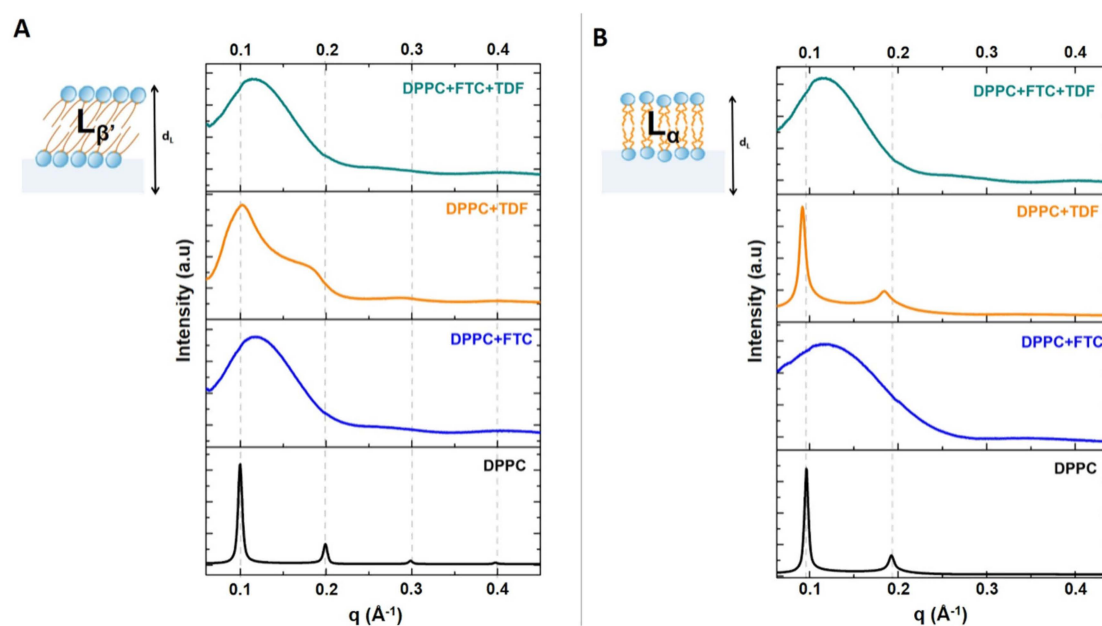 A
0.1 0.2 0.3 0.4
Lβ'
dL
DPPC+FTC+TDF
DPPC+TDF
DPPC+FTC
DPPC
Intensity (a.u)
0.1 0.2 0.3 0.4
q (Å-1)
B
0.1 0.2 0.3 0.4
Lα
dL
DPPC+FTC+TDF
DPPC+TDF
DPPC+FTC
DPPC
Intensity (a.u)
0.1 0.2 0.3 0.4
q (Å-1)